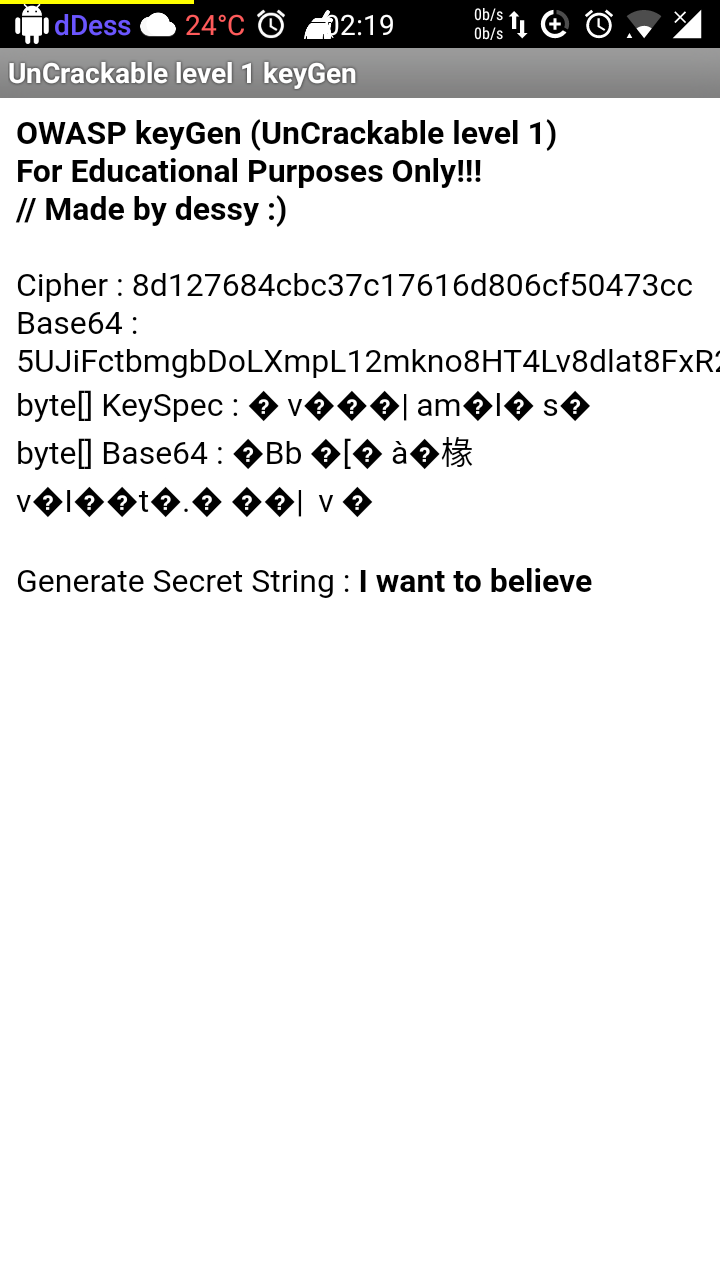 dDess 24°C 02:19 0b/s
0b/s
UnCrackable level 1 keyGen
OWASP keyGen (UnCrackable level 1)
For Educational Purposes Only!!!
// Made by dessy :)
Cipher : 8d127684cbc37c17616d806cf50473cc
Base64 :
5UJiFctbmgbDoLXmpL12mkno8HT4Lv8dlat8FxR2
byte[] KeySpec : � v���| am�l� s�
byte[] Base64 : �Bb �[� à�椽
v�I��t�.� ��| v �
Generate Secret String : I want to believe